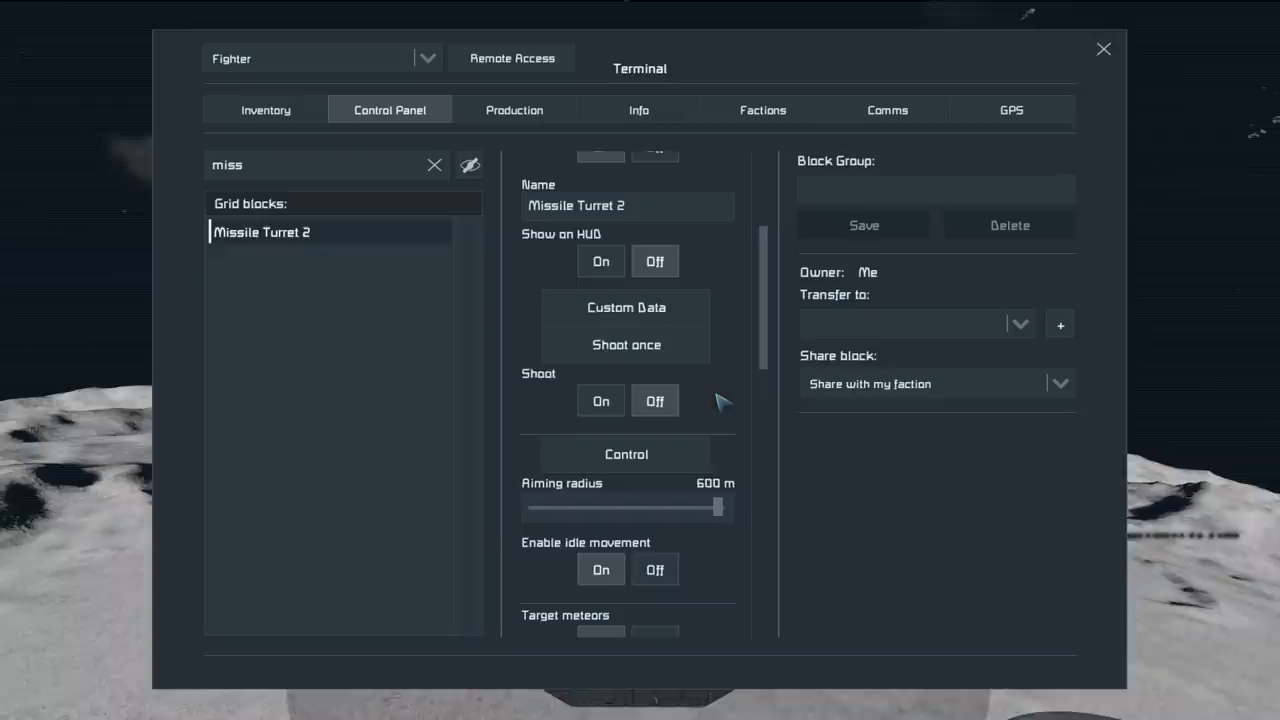 Fighter
Remote Access
Terminal
Inventory
Control Panel
Production
Info
Factions
Comms
GPS
miss
Grid blocks:
Missile Turret 2
Name
Missile Turret 2
Show on HUD
On Off
Custom Data
Shoot once
Shoot
On Off
Control
Aiming radius 600 m
Enable idle movement
On Off
Target meteors
Block Group:
Save Delete
Owner: Me
Transfer to:
+
Share block:
Share with my faction